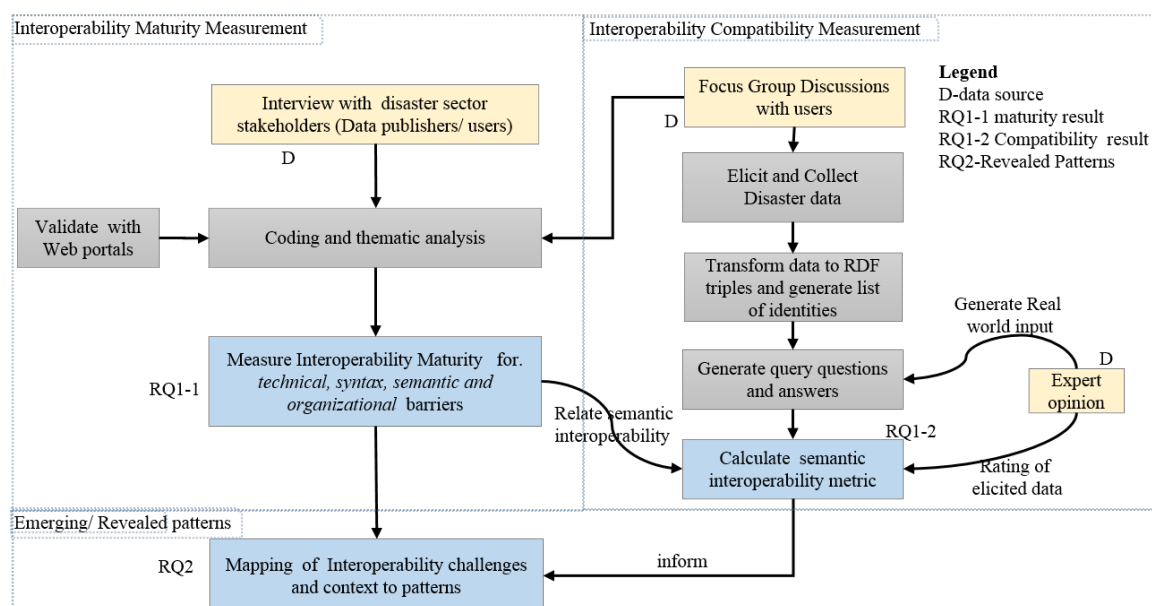 Interoperability Maturity Measurement
Interview with disaster sector
stakeholders (Data publishers/ users)
D
Validate with
Web portals
Coding and thematic analysis
RQ1-1
Measure Interoperability Maturity for.
technical, syntax, semantic and
organizational barriers
Relate semantic
interoperability
Interoperability Compatibility Measurement
Focus Group Discussions
with users
D
Elicit and Collect
Disaster data
Transform data to RDF
triples and generate list
of identities
Generate query questions
and answers
RQ1-2
Calculate semantic
interoperability metric
Legend
D-data source
RQ1-1 maturity result
RQ1-2 Compatibility result
RQ2-Revealed Patterns
Generate Real
world input
D
Expert
opinion
Rating of
elicited data
Emerging/ Revealed patterns
RQ2
Mapping of Interoperability challenges
and context to patterns
inform